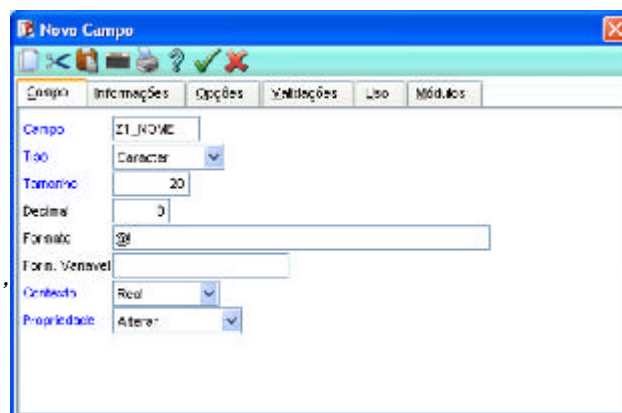 Novo Campo
Campo Informações Opções Validações Uso Módulos
Campo Z1_NOME
Tipo Caracter
Tamanho 20
Decimal 0
Formato @!
Form. Variavel
,
Contexto Real
Propriedade Alterar